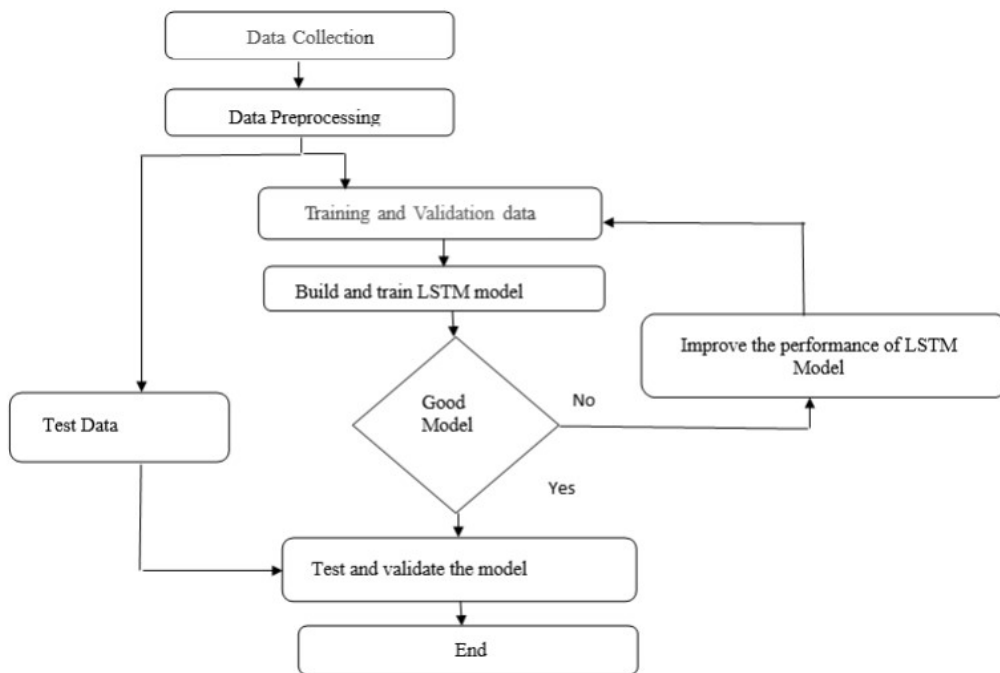 Data Collection
Data Preprocessing
Training and Validation data
Build and train LSTM model
Improve the performance of LSTM
Model
Good
Model
No
Test Data
Yes
Test and validate the model
End